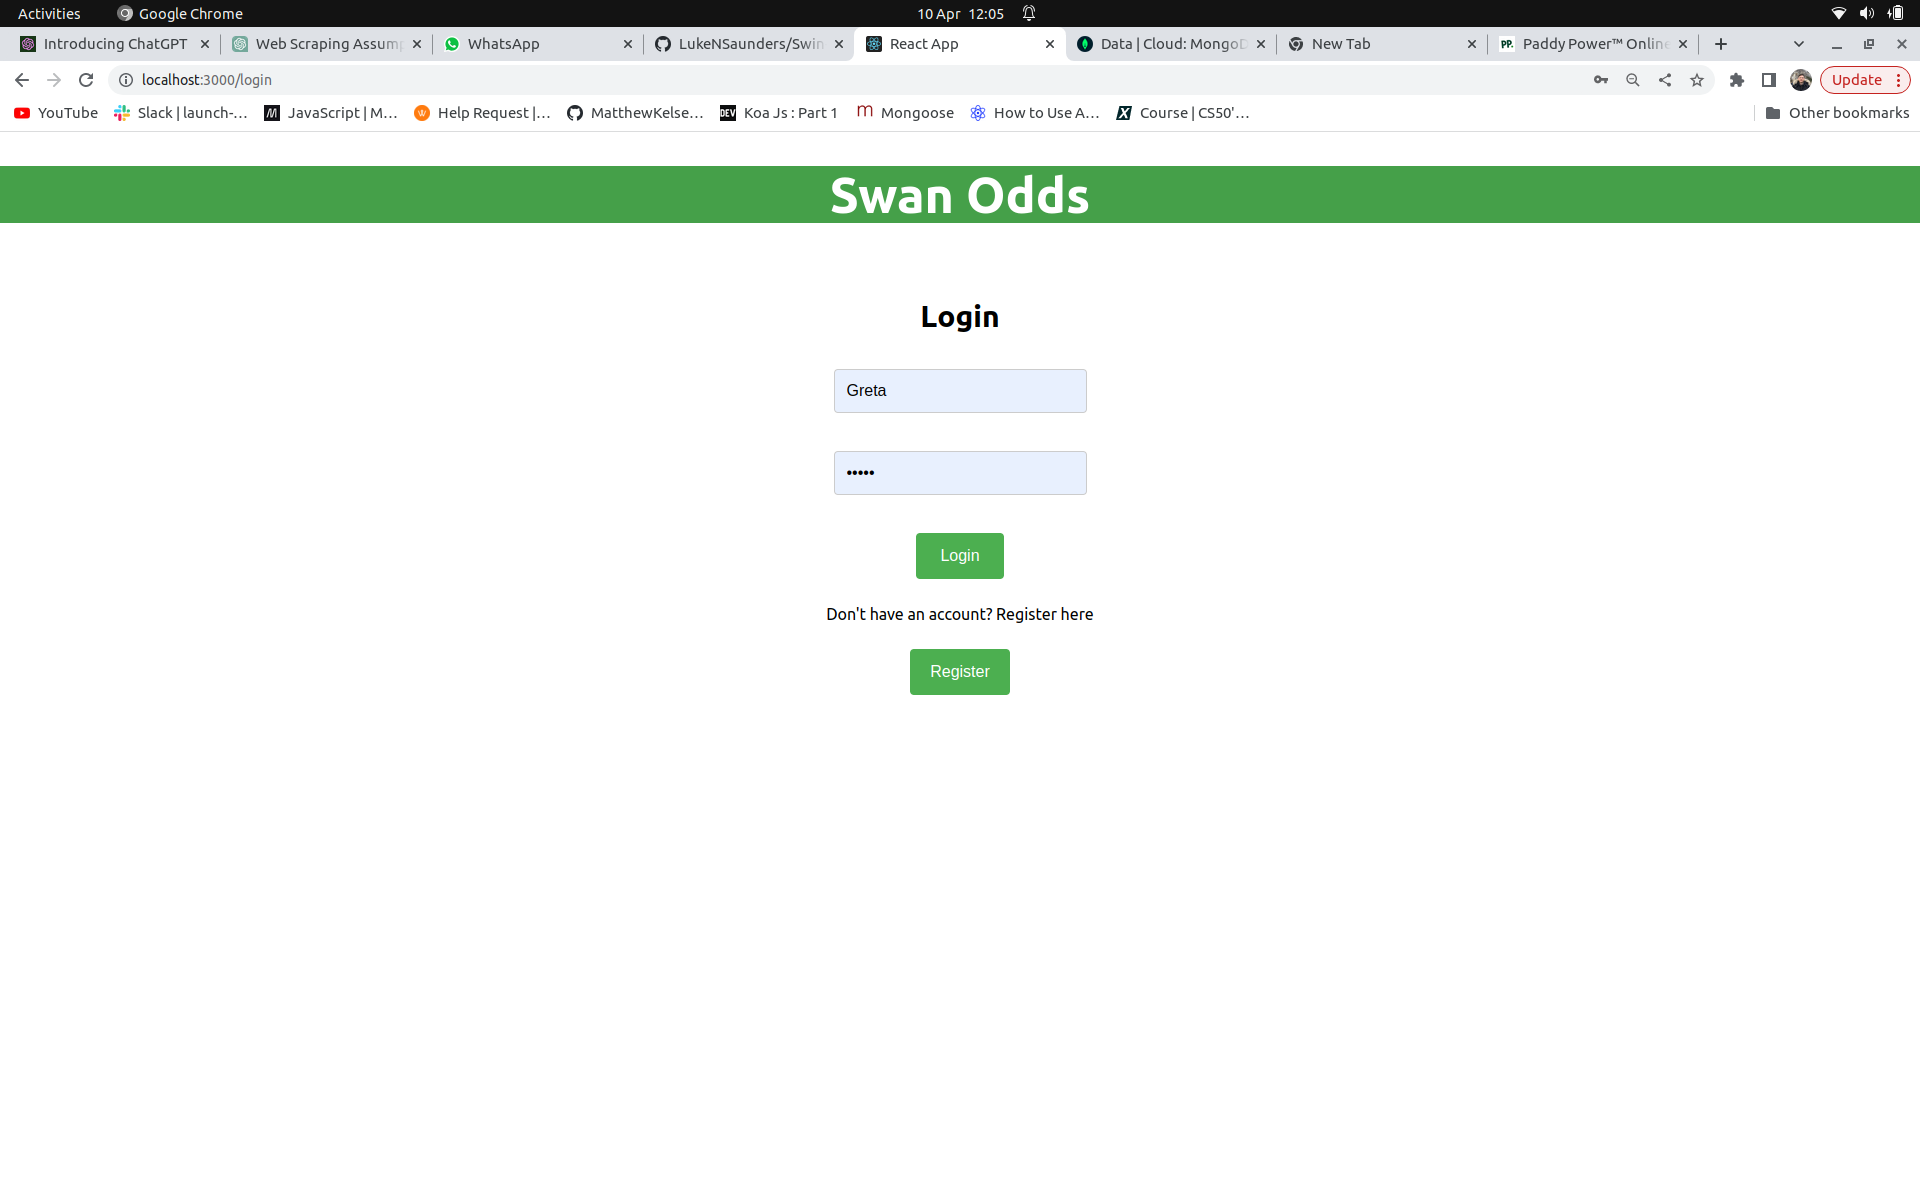 Activities Google Chrome 10 Apr 12:05
Introducing ChatGPT Web Scraping Assump WhatsApp LukeNSaunders/Swin React App Data | Cloud: MongoD New Tab Paddy Power™ Online
localhost:3000/login Update
YouTube Slack | launch-... JavaScript | M... Help Request |... MatthewKelse... DEV Koa Js : Part 1 Mongoose How to Use A... Course | CS50'... Other bookmarks
Swan Odds
Login
Greta
•••••
Login
Don't have an account? Register here
Register